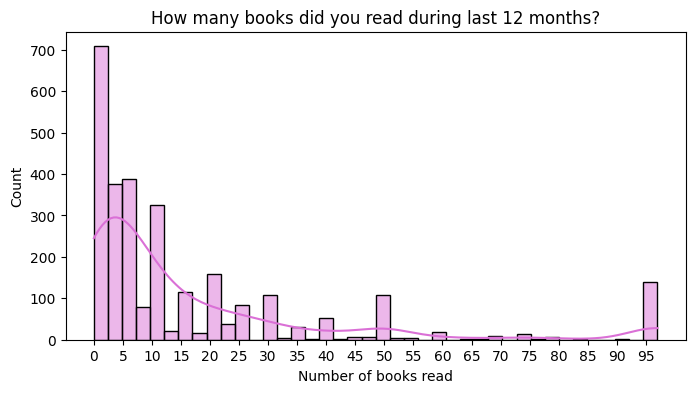 How many books did you read during last 12 months?
700
600
500
400
300
200
100
0
Count
0 5 10 15 20 25 30 35 40 45 50 55 60 65 70 75 80 85 90 95
Number of books read